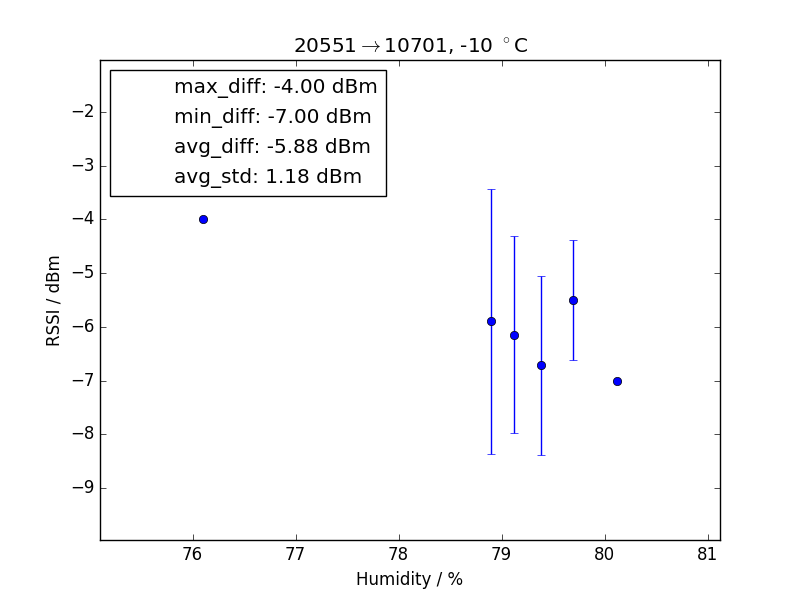 20551→10701, -10 °C
max_diff: -4.00 dBm
min_diff: -7.00 dBm
avg_diff: -5.88 dBm
avg_std: 1.18 dBm
−2
−3
−4
−5
−6
−7
−8
−9
RSSI / dBm
76 77 78 79 80 81
Humidity / %